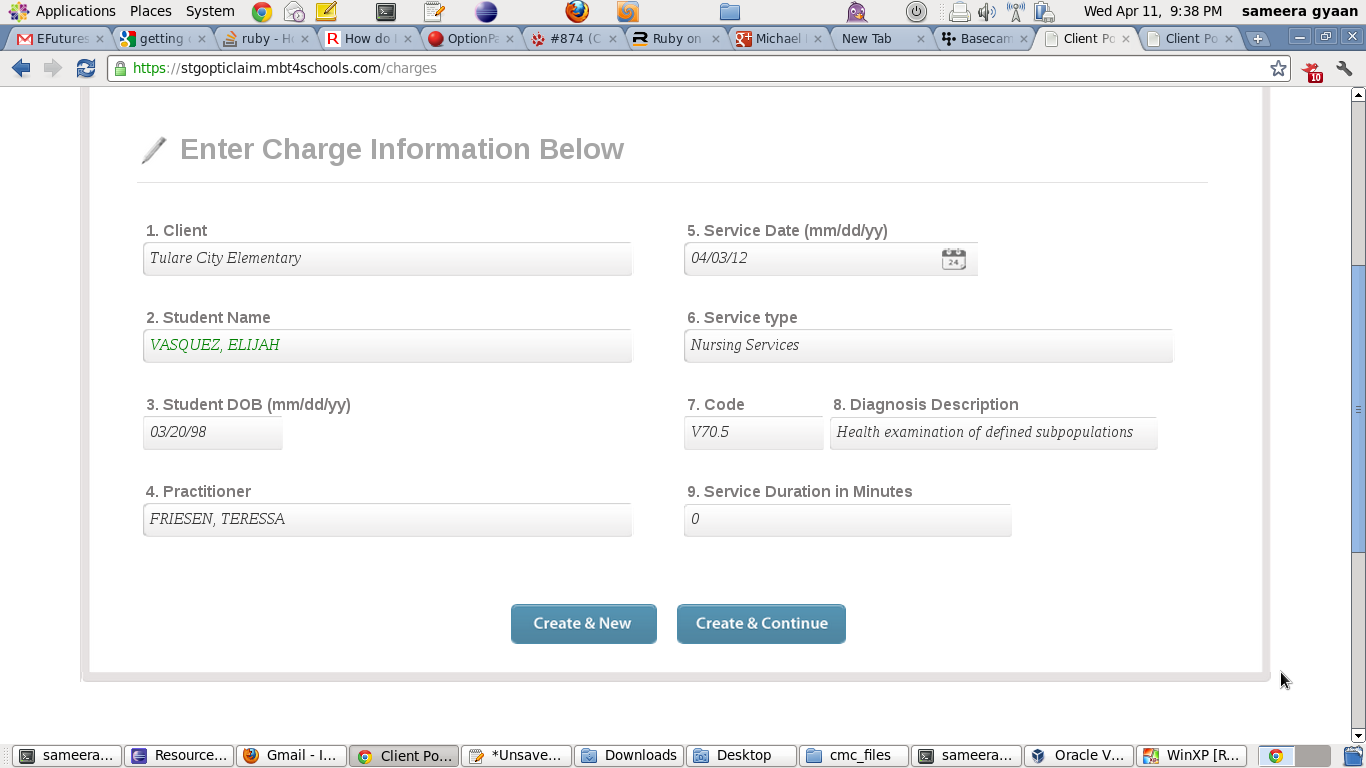 Applications Places System Wed Apr 11, 9:38 PM sameera gyaan
EFutures getting ruby - H How do OptionPa #874 (C Ruby on Michael New Tab Basecam Client Po Client Po
https://stgopticlaim.mbt4schools.com/charges
10
Enter Charge Information Below
1. Client
Tulare City Elementary
2. Student Name
VASQUEZ, ELIJAH
3. Student DOB (mm/dd/yy)
03/20/98
4. Practitioner
FRIESEN, TERESSA
5. Service Date (mm/dd/yy)
04/03/12
24
6. Service type
Nursing Services
7. Code
V70.5
8. Diagnosis Description
Health examination of defined subpopulations
9. Service Duration in Minutes
0
Create & New Create & Continue
sameera... Resource... Gmail - I... Client Po... *Unsave... Downloads Desktop cmc_files sameera... Oracle V... WinXP [R...